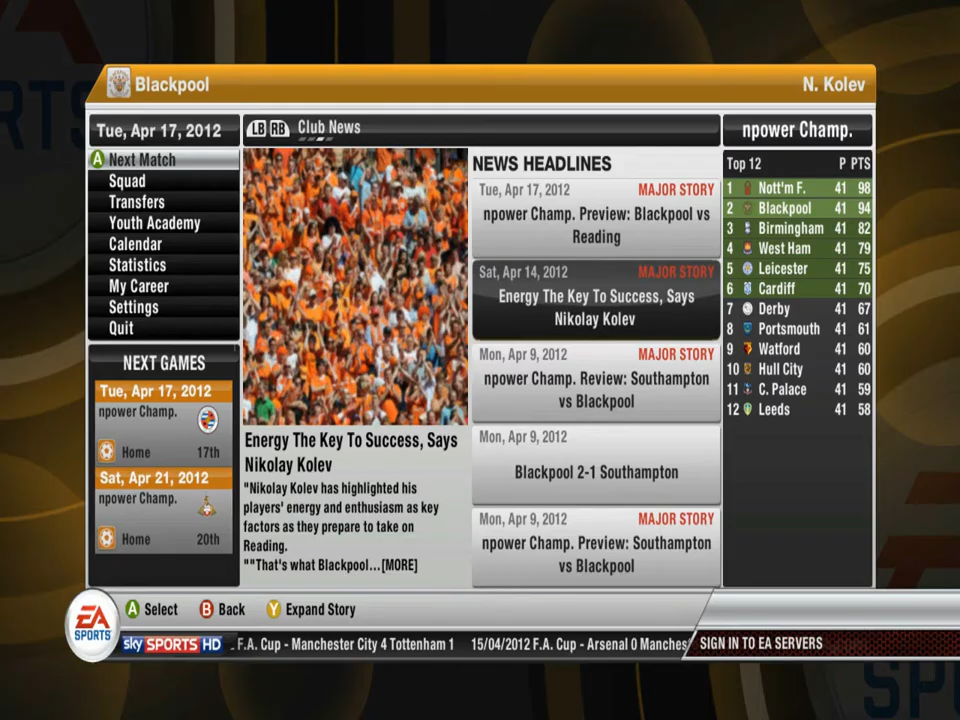 Blackpool
N. Kolev
Tue, Apr 17, 2012
A Next Match
Squad
Transfers
Youth Academy
Calendar
Statistics
My Career
Settings
Quit
NEXT GAMES
Tue, Apr 17, 2012
npower Champ.
Home 17th
Sat, Apr 21, 2012
npower Champ.
Home 20th
LB RB Club News
Energy The Key To Success, Says
Nikolay Kolev
"Nikolay Kolev has highlighted his
players' energy and enthusiasm as key
factors as they prepare to take on
Reading.
""That's what Blackpool...[MORE]
NEWS HEADLINES
Tue, Apr 17, 2012 MAJOR STORY
npower Champ. Preview: Blackpool vs
Reading
Sat, Apr 14, 2012 MAJOR STORY
Energy The Key To Success, Says
Nikolay Kolev
Mon, Apr 9, 2012 MAJOR STORY
npower Champ. Review: Southampton
vs Blackpool
Mon, Apr 9, 2012
Blackpool 2-1 Southampton
Mon, Apr 9, 2012 MAJOR STORY
npower Champ. Preview: Southampton
vs Blackpool
npower Champ.
Top 12 P PTS
1 Nott'm F. 41 98
2 Blackpool 41 94
3 Birmingham 41 82
4 West Ham 41 79
5 Leicester 41 75
6 Cardiff 41 70
7 Derby 41 67
8 Portsmouth 41 61
9 Watford 41 60
10 Hull City 41 60
11 C. Palace 41 59
12 Leeds 41 58
EA SPORTS
A Select B Back Y Expand Story
sky SPORTS HD F.A. Cup - Manchester City 4 Tottenham 1 15/04/2012 F.A. Cup - Arsenal 0 Manches
SIGN IN TO EA SERVERS